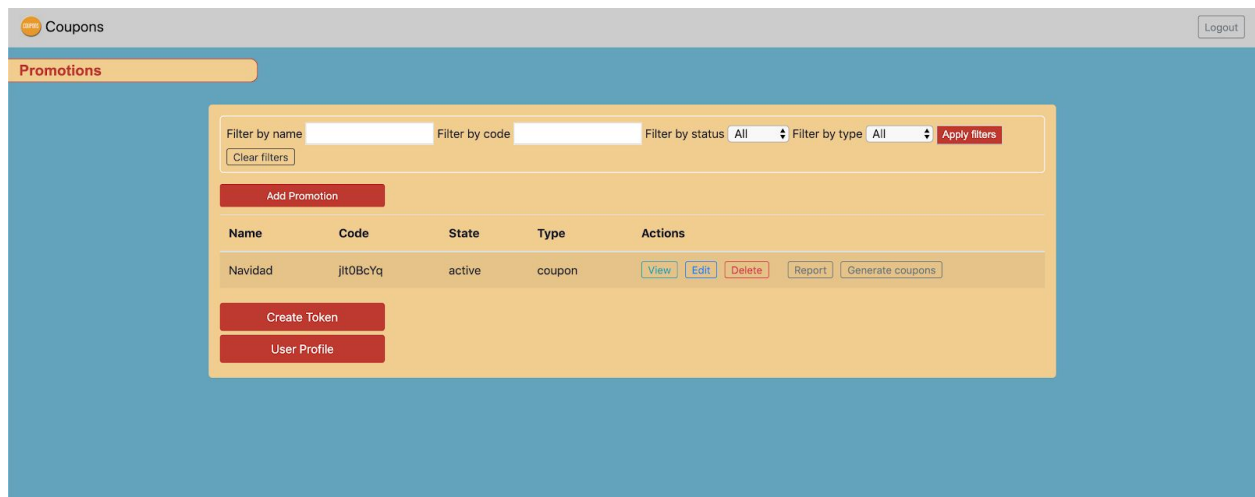 Coupons
Logout
Promotions
Filter by name Filter by code Filter by status All Filter by type All Apply filters
Clear filters
Add Promotion
Name Code State Type Actions
Navidad jIt0BcYq active coupon View Edit Delete Report Generate coupons
Create Token
User Profile